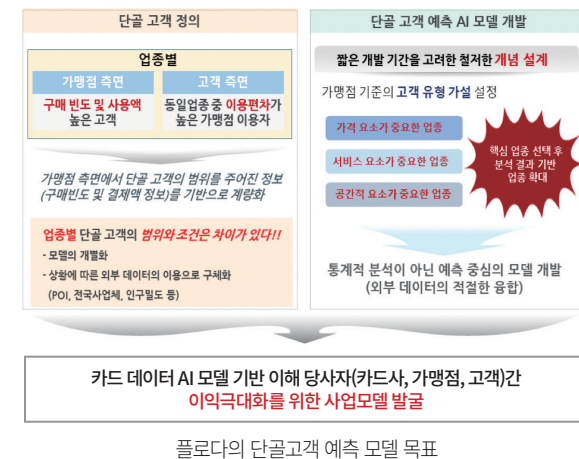 단골 고객 정의
업종별
가맹점 측면
고객 측면
구매 빈도 및 사용액
높은 고객
동일업종 중 이용편차가
높은 가맹점 이용자
가맹점 측면에서 단골 고객의 범위를 주어진 정보
(구매빈도 및 결제액 정보)를 기반으로 계량화
업종별 단골 고객의 범위와 조건은 차이가 있다!!
- 모델의 개별화
- 상황에 따른 외부 데이터의 이용으로 구체화
(POI, 전국사업체, 인구밀도 등)
단골 고객 예측 AI 모델 개발
짧은 개발 기간을 고려한 철저한 개념 설계
가맹점 기준의 고객 유형 가설 설정
가격 요소가 중요한 업종
서비스 요소가 중요한 업종
공간적 요소가 중요한 업종
핵심 업종 선택 후
분석 결과 기반
업종 확대
통계적 분석이 아닌 예측 중심의 모델 개발
(외부 데이터의 적절한 융합)
카드 데이터 AI 모델 기반 이해 당사자(카드사, 가맹점, 고객)간
이익극대화를 위한 사업모델 발굴
플로다의 단골고객 예측 모델 목표